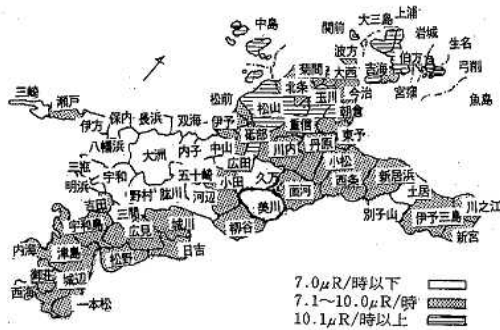 中島
関前
大三島
上浦
岩城
生名
伯方
弓削
魚島
宮窪
吉海
波方
大西
今治
菊間
北条
玉川
朝倉
松山
重信
東予
三崎
瀬戸
伊方
保内
長浜
双海
伊予
松前
砥部
川内
丹原
小松
西条
新居浜
土居
川之江
伊予三島
新宮
別子山
八幡浜
大洲
内子
中山
広田
五十崎
小田
久万
面河
美川
柳谷
河辺
肱川
野村
宇和
明浜
吉田
三間
城川
宇和島
広見
日吉
松野
津島
内海
御荘
城辺
西海
一本松
7.0μR/時以下
7.1~10.0μR/時
10.1μR/時以上